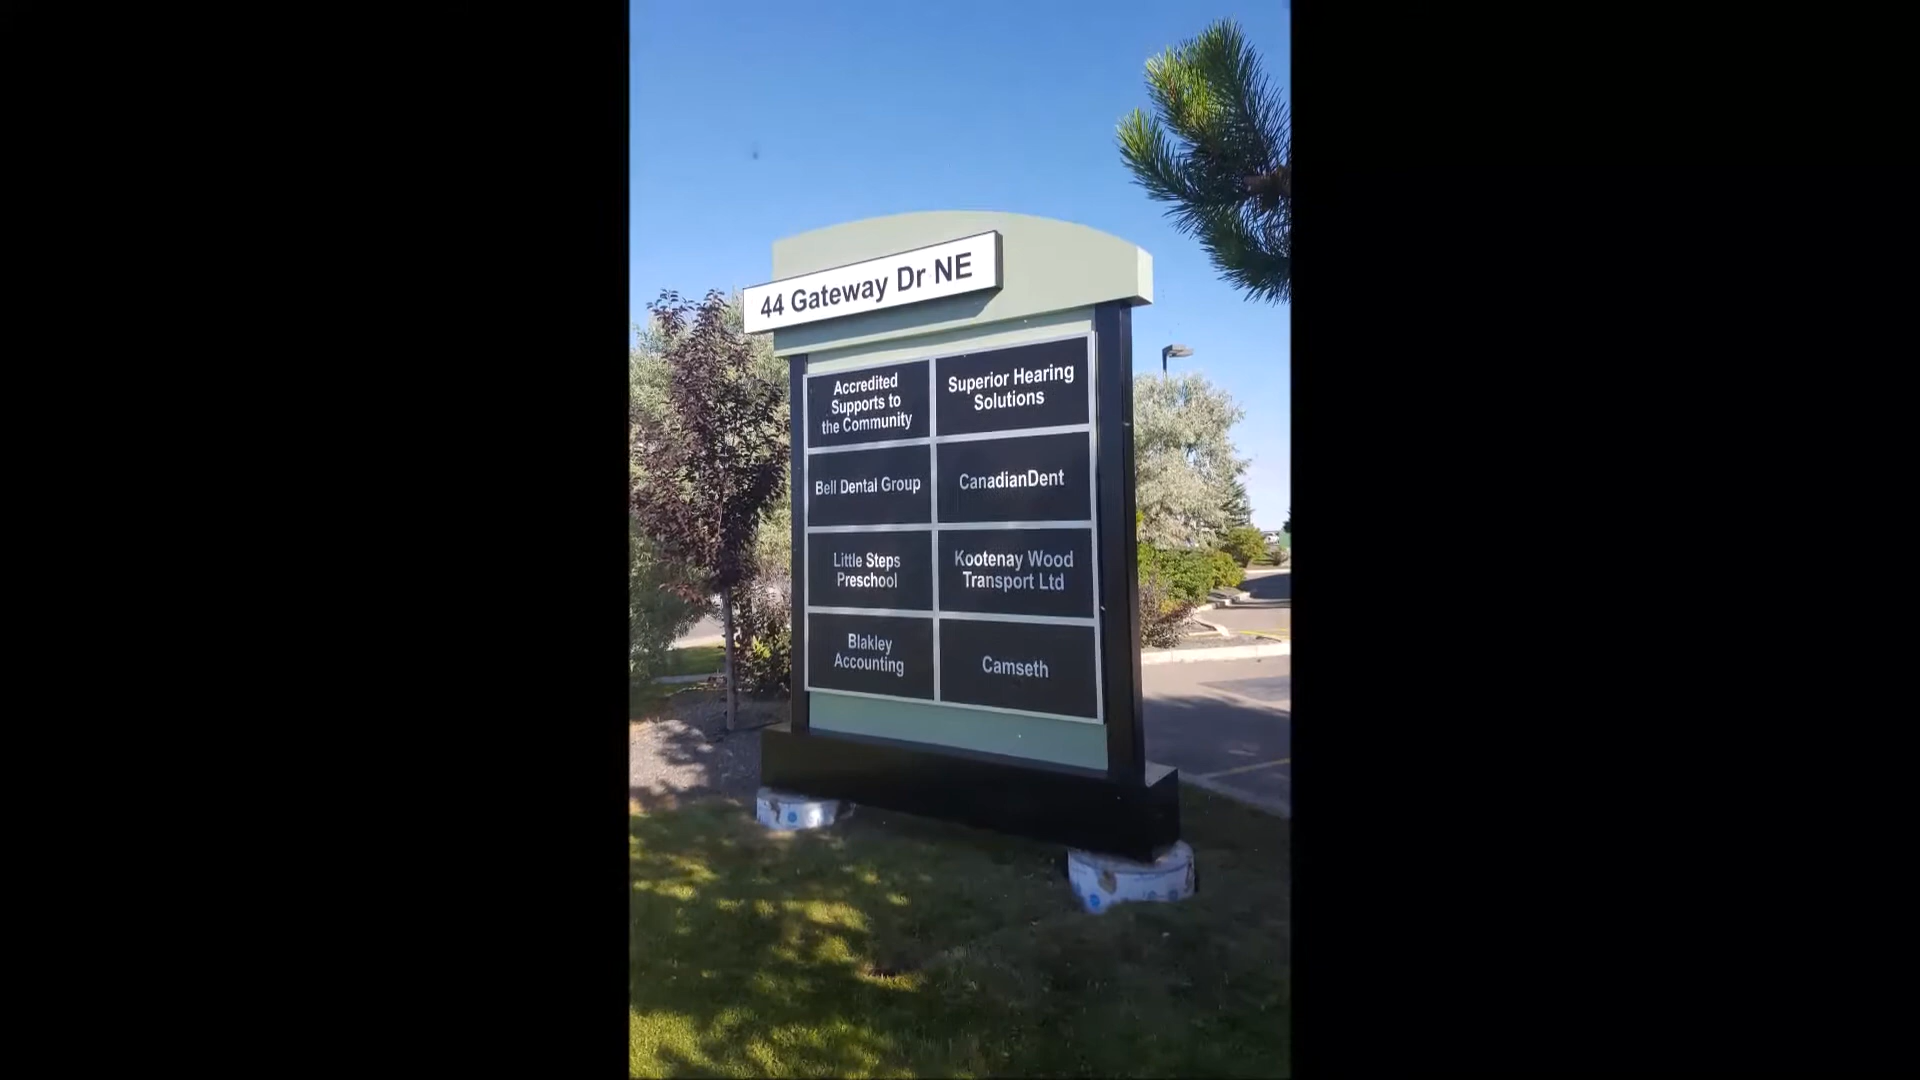 44 Gateway Dr NE
Accredited
Supports to
the Community
Superior Hearing
Solutions
Bell Dental Group
CanadianDent
Little Steps
Preschool
Kootenay Wood
Transport Ltd
Blakley
Accounting
Camseth